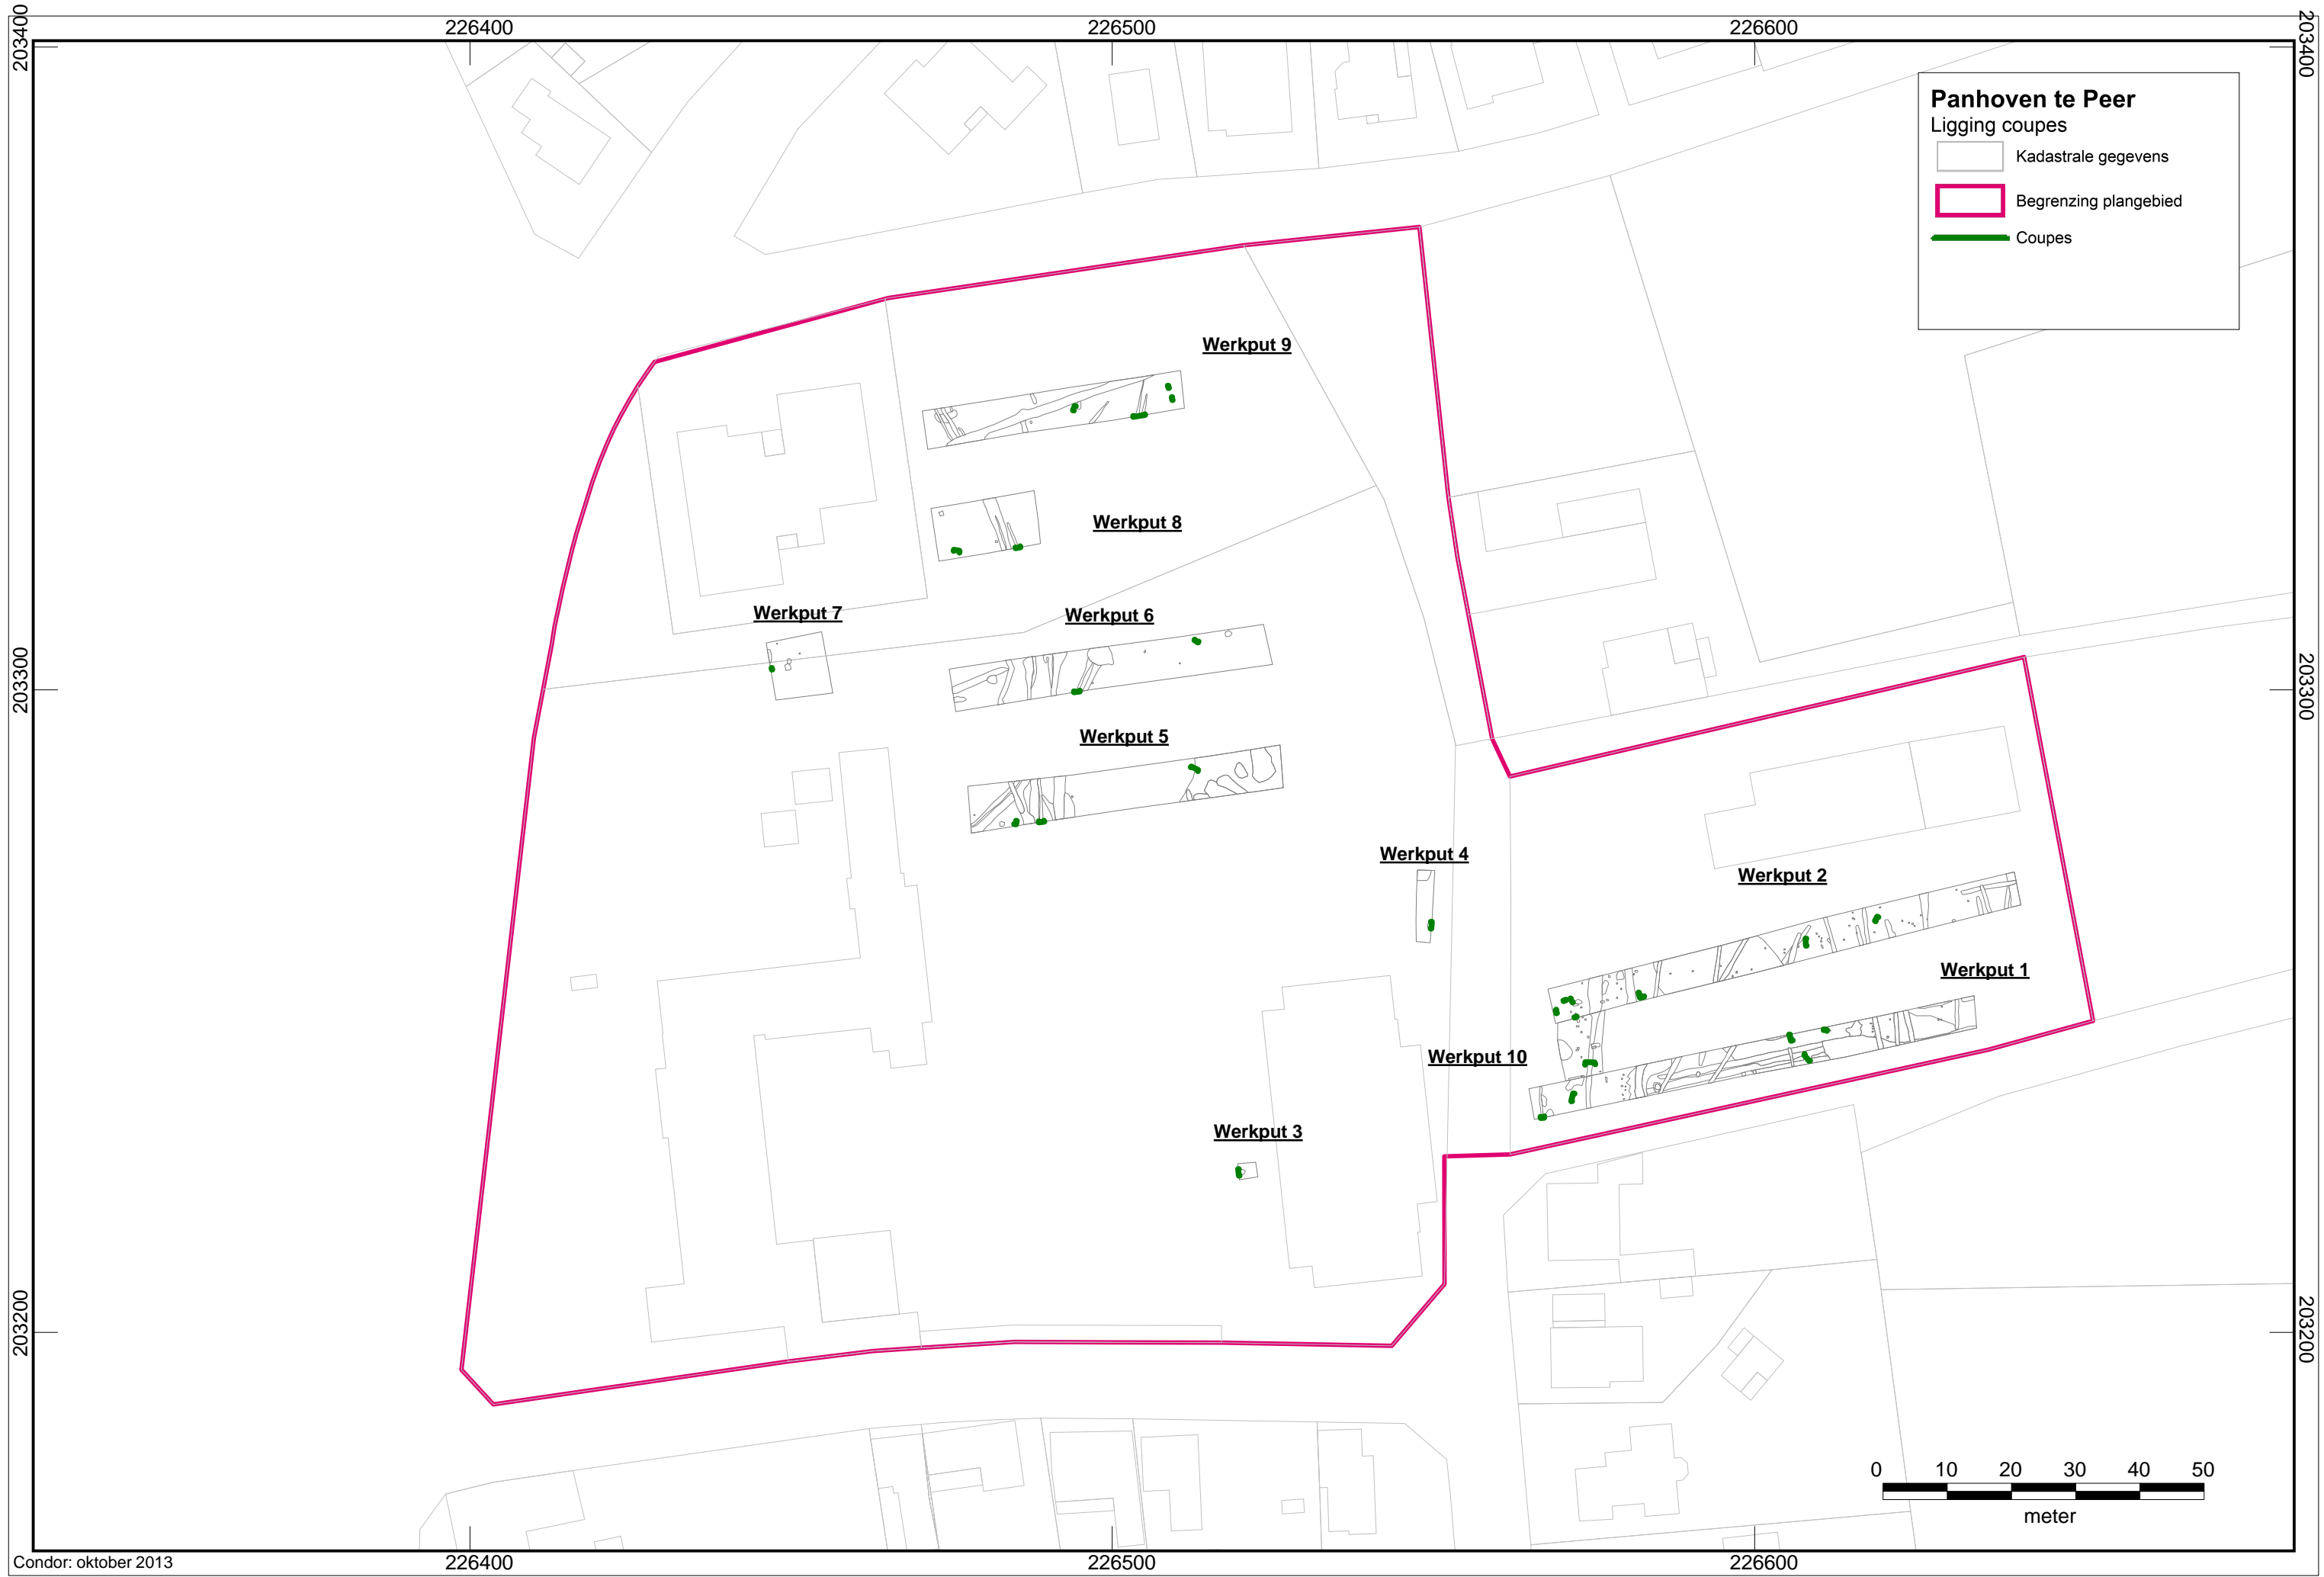 226400 226500 226600
203400 203400
Panhoven te Peer
Ligging coupes
Kadastrale gegevens
Begrenzing plangebied
Coupes
Werkput 9
Werkput 8
Werkput 7
Werkput 6
203300 203300
Werkput 5
Werkput 4
Werkput 2
Werkput 1
Werkput 10
Werkput 3
203200 203200
0 10 20 30 40 50
meter
Condor: oktober 2013
226400 226500 226600